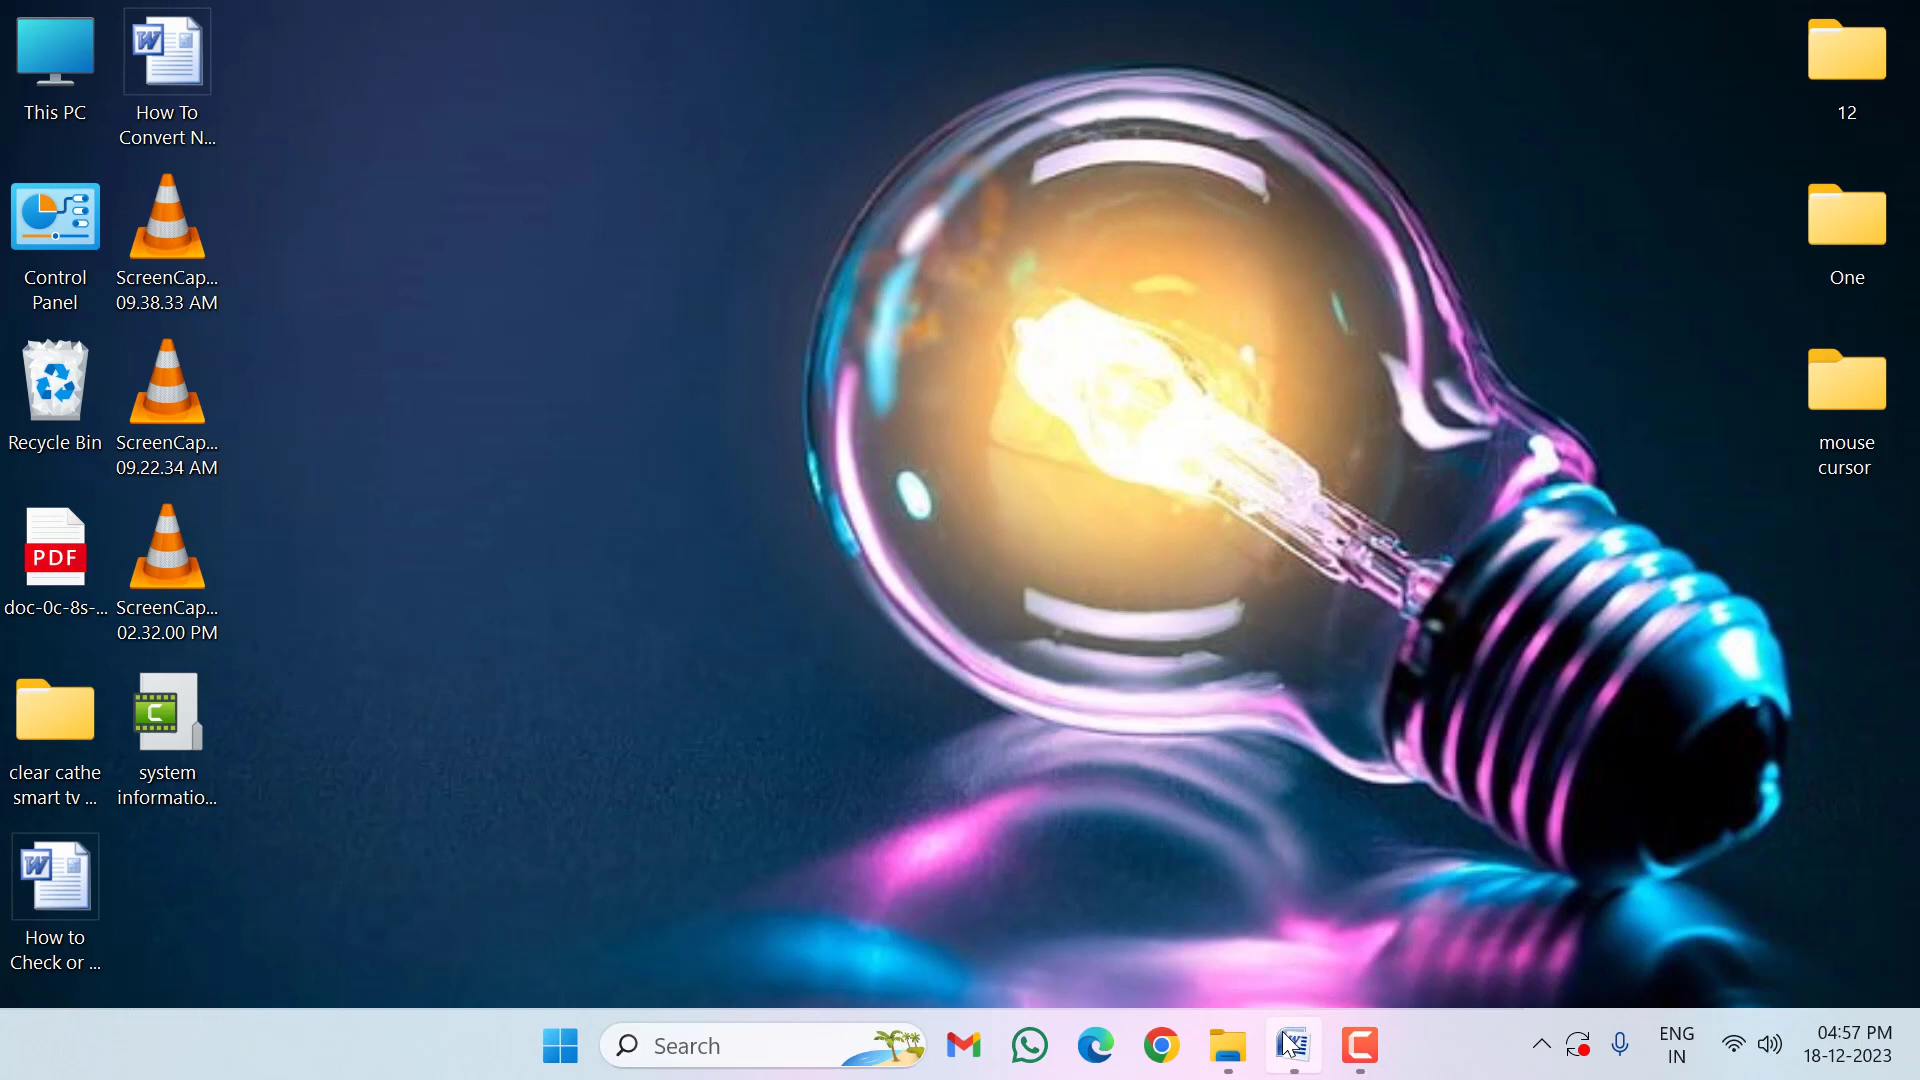 This PC
How To
Convert N...
Control
Panel
ScreenCap...
09.38.33 AM
Recycle Bin
ScreenCap...
09.22.34 AM
PDF
doc-0c-8s-...
ScreenCap...
02.32.00 PM
clear cathe
smart tv ...
C
system
informatio...
W
How to
Check or ...
12
One
mouse
cursor
Search
ENG
IN
04:57 PM
18-12-2023